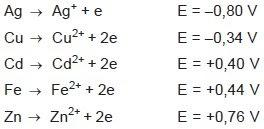 Ag → Ag⁺ + e E = –0,80 V
Cu → Cu²⁺ + 2e E = –0,34 V
Cd → Cd²⁺ + 2e E = +0,40 V
Fe → Fe²⁺ + 2e E = +0,44 V
Zn → Zn²⁺ + 2e E = +0,76 V